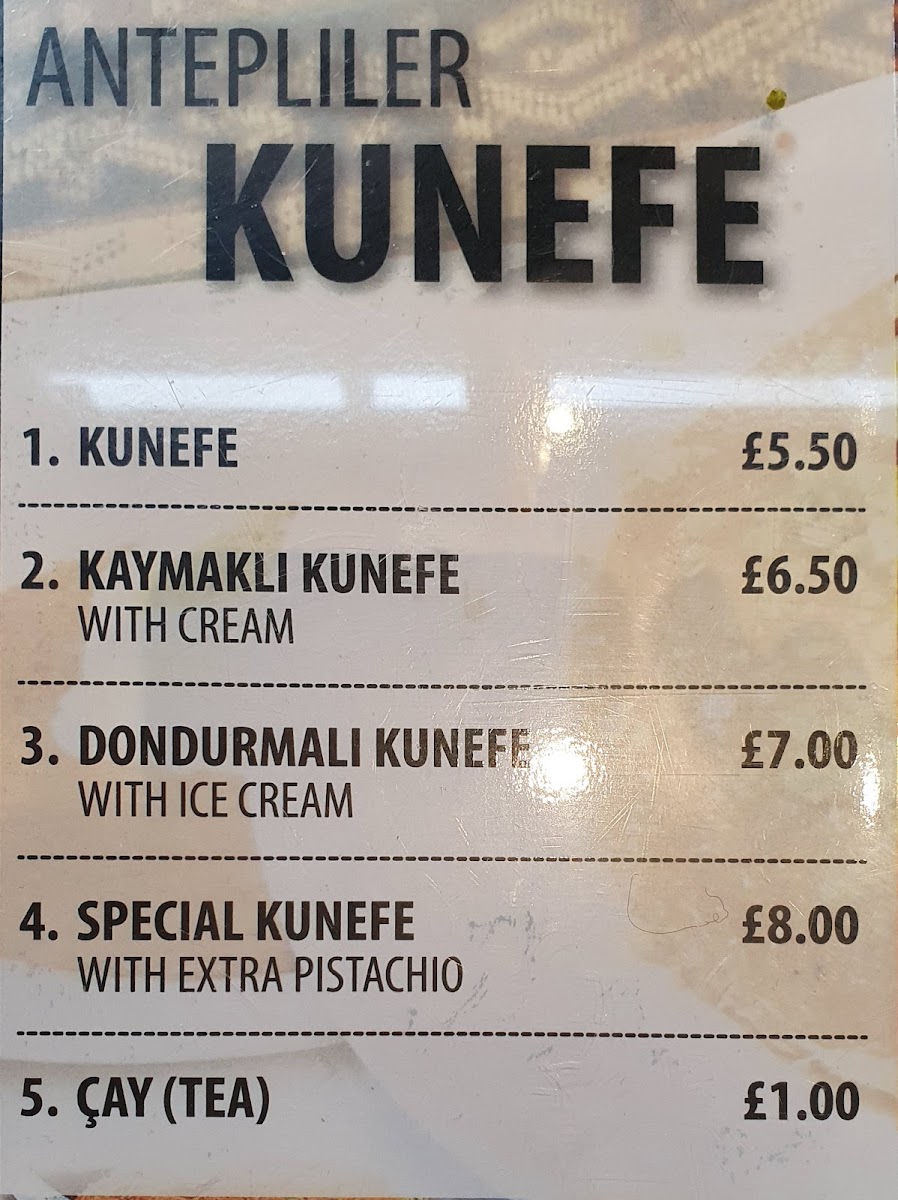 ANTEPLILER
KUNEFE
1. KUNEFE £5.50
2. KAYMAKLI KUNEFE £6.50
WITH CREAM
3. DONDURMALI KUNEFE £7.00
WITH ICE CREAM
4. SPECIAL KUNEFE £8.00
WITH EXTRA PISTACHIO
5. ÇAY (TEA) £1.00